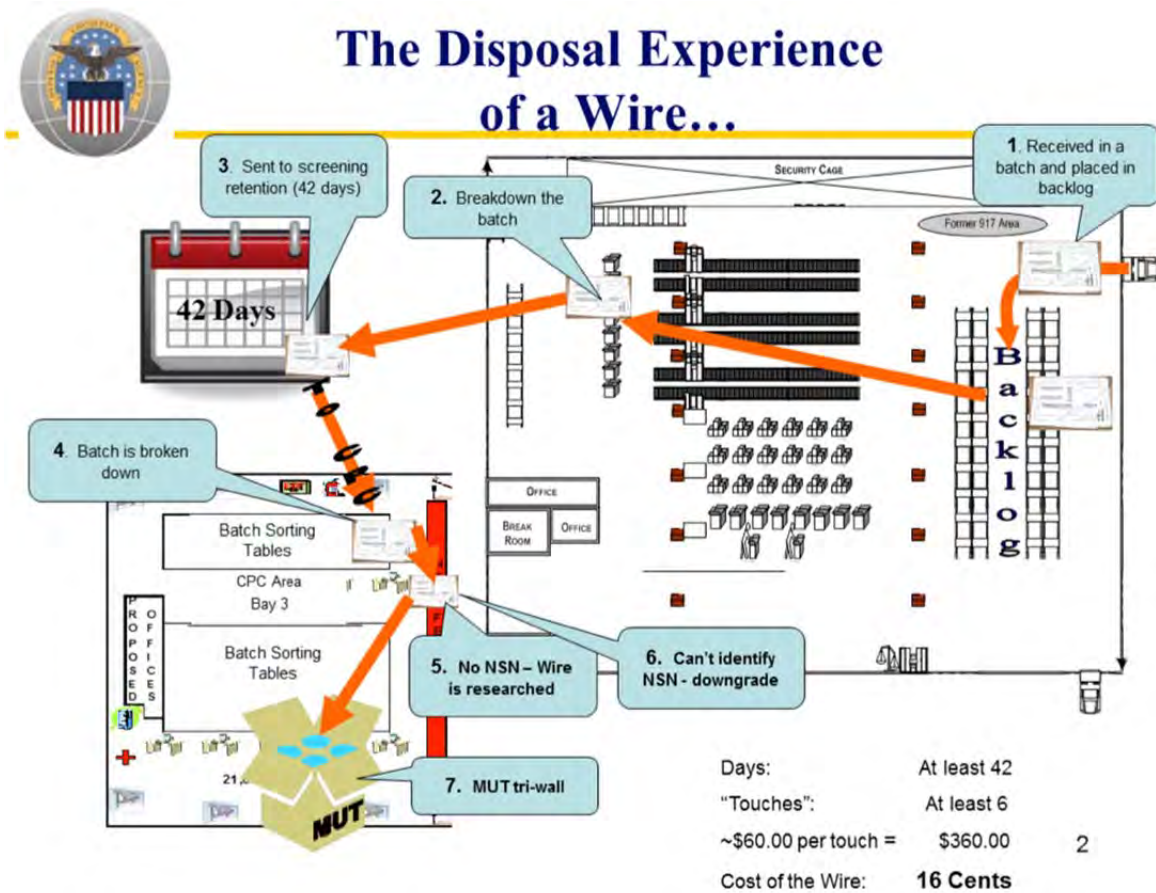 The Disposal Experience
of a Wire…
1. Received in a
batch and placed in
backlog
3. Sent to screening
retention (42 days)
2. Breakdown the
batch
SECURITY CAGE
Former 917 Area
42 Days
Backlog
4. Batch is broken
down
OFFICE
BREAK
ROOM
OFFICE
Batch Sorting
Tables
CPC Area
Bay 3
PROPOSED
OFFICES
Batch Sorting
Tables
5. No NSN – Wire
is researched
6. Can't identify
NSN - downgrade
7. MUT tri-wall
MUT
Days: At least 42
"Touches": At least 6
~$60.00 per touch = $360.00
Cost of the Wire: 16 Cents
2